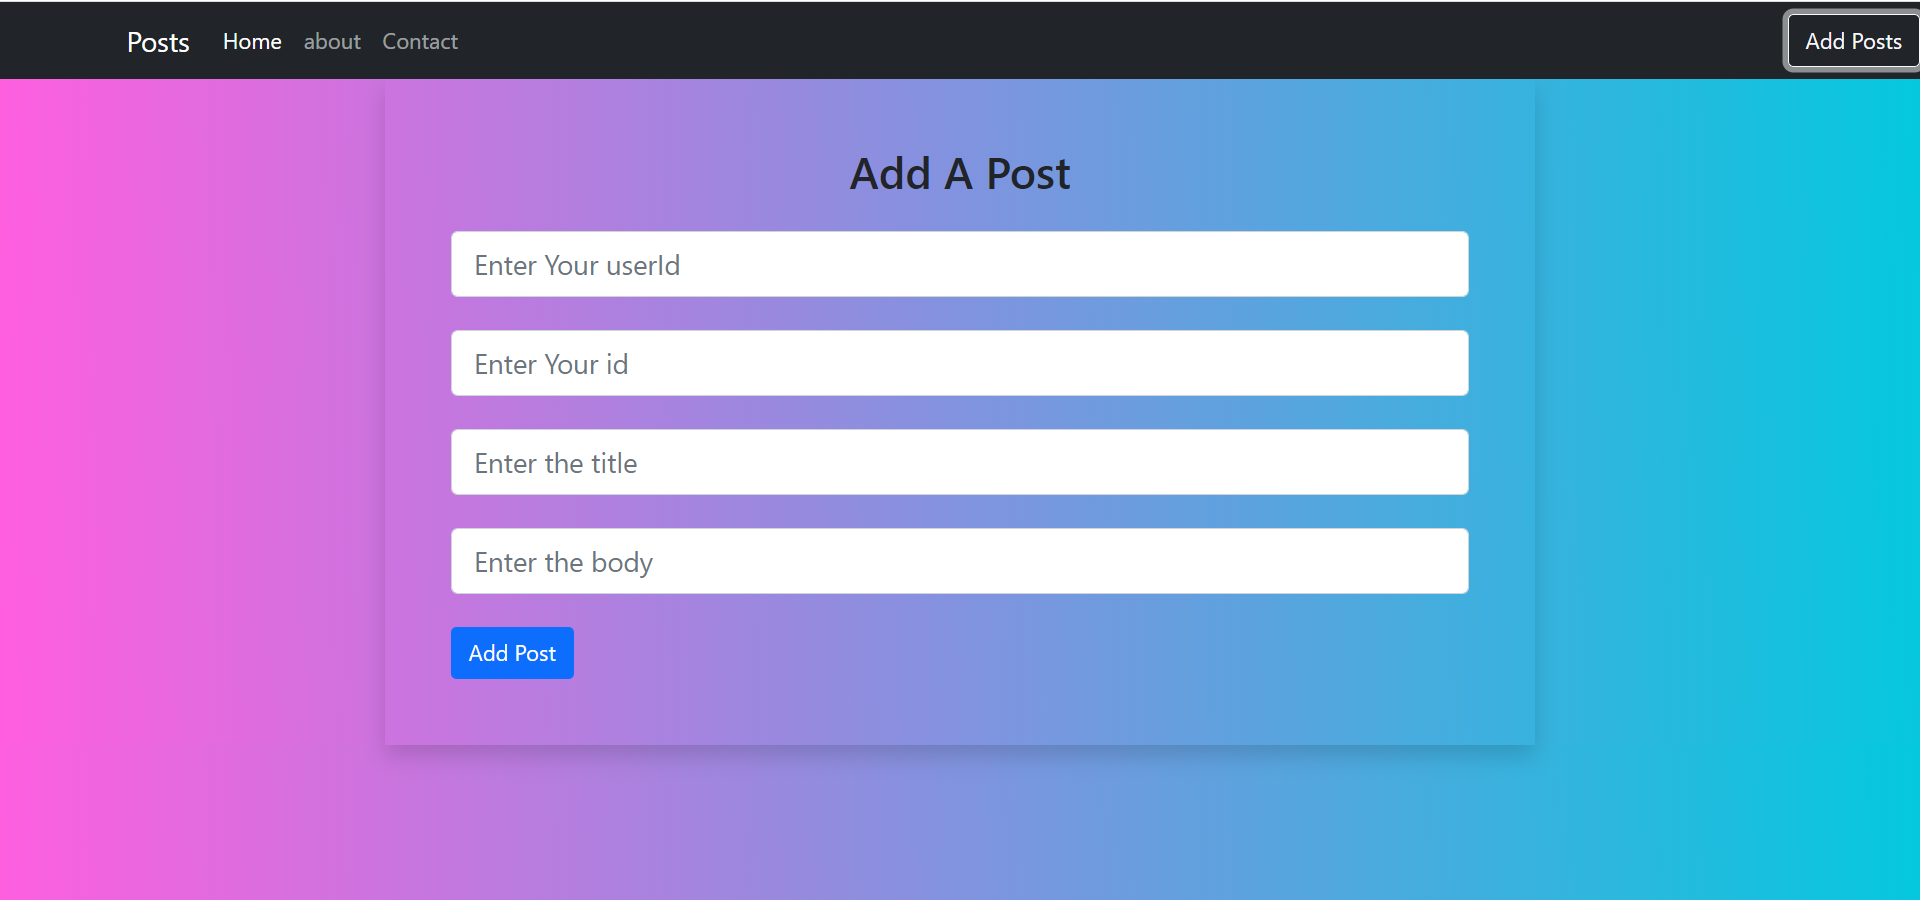 Posts Home about Contact Add Posts
Add A Post
Enter Your userId
Enter Your id
Enter the title
Enter the body
Add Post